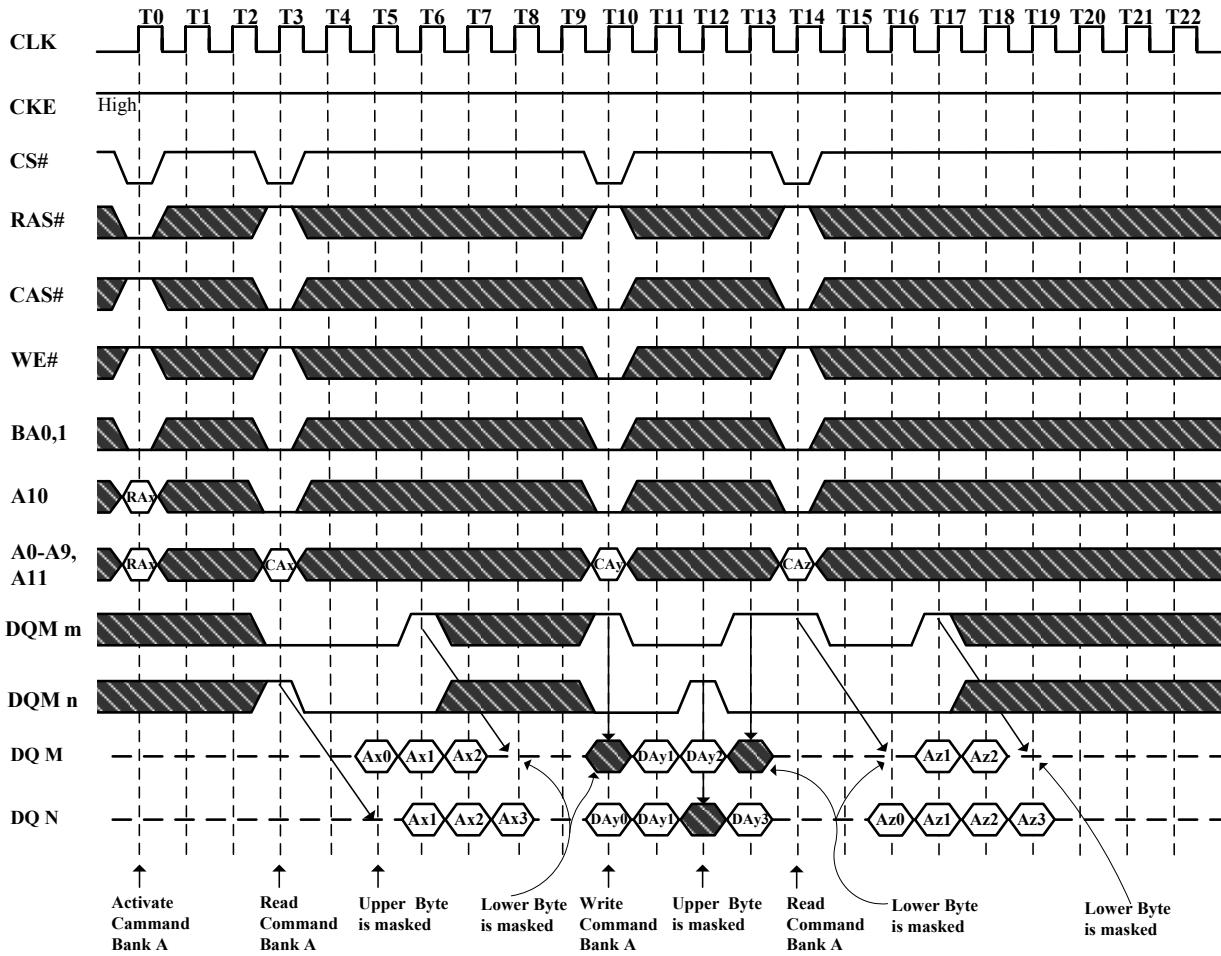 T0 T1 T2 T3 T4 T5 T6 T7 T8 T9 T10 T11 T12 T13 T14 T15 T16 T17 T18 T19 T20 T21 T22
CLK
CKE High
CS#
RAS#
CAS#
WE#
BA0,1
A10 RAx
A0-A9,
A11 RAx CAx CAy CAz
DQM m
DQM n
DQ M Ax0 Ax1 Ax2 DAy1 DAy2 Az1 Az2
DQ N Ax1 Ax2 Ax3 DAy0 DAy1 DAy3 Az0 Az1 Az2 Az3
Activate
Cammand
Bank A
Read
Command
Bank A
Upper Byte
is masked
Lower Byte
is masked
Write
Command
Bank A
Upper Byte
is masked
Read
Command
Bank A
Lower Byte
is masked
Lower Byte
is masked